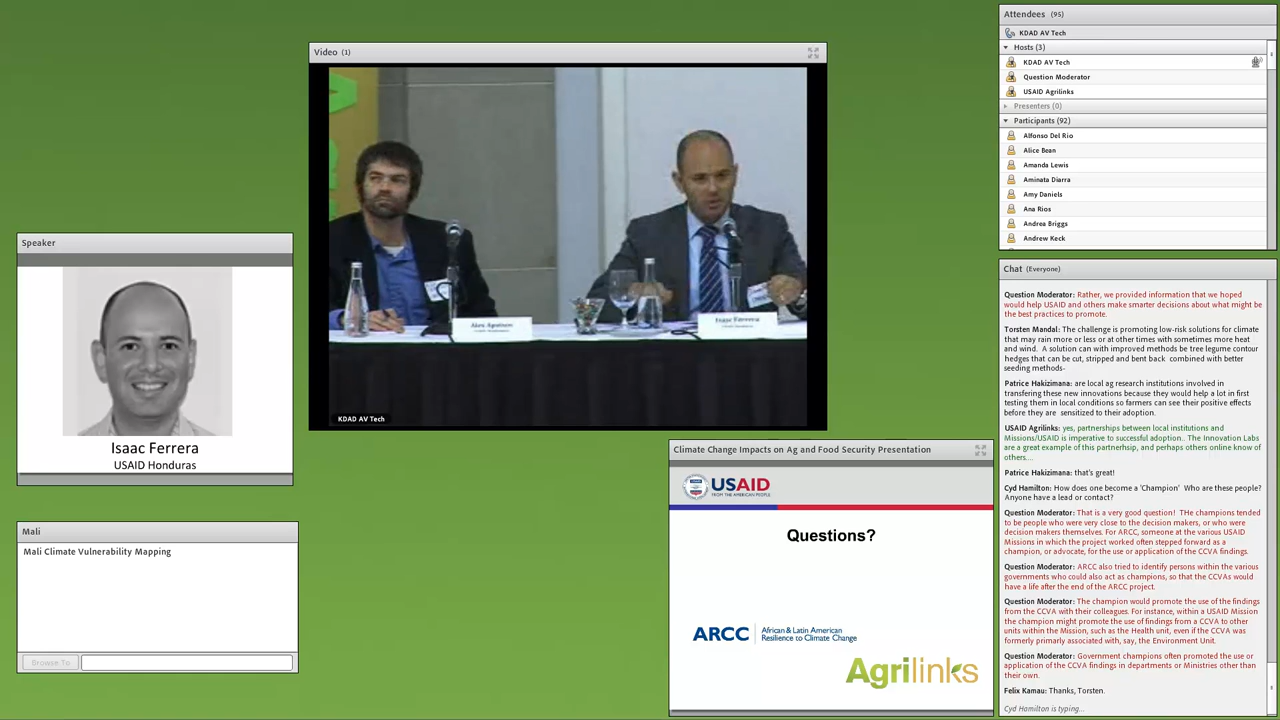 Video (1)
Alex Apotsos
Isaac Ferrera
KDAD AV Tech
Speaker
Isaac Ferrera
USAID Honduras
Mali
Mali Climate Vulnerability Mapping
Browse To
Climate Change Impacts on Ag and Food Security Presentation
USAID
FROM THE AMERICAN PEOPLE
Questions?
ARCC
African & Latin American
Resilience to Climate Change
Agrilinks
Attendees (95)
KDAD AV Tech
Hosts (3)
KDAD AV Tech
Question Moderator
USAID Agrilinks
Presenters (0)
Participants (92)
Alfonso Del Rio
Alice Bean
Amanda Lewis
Aminata Diarra
Amy Daniels
Ana Rios
Andrea Briggs
Andrew Keck
Chat (Everyone)
Question Moderator: Rather, we provided information that we hoped
would help USAID and others make smarter decisions about what might be
the best practices to promote.
Torsten Mandal: The challenge is promoting low-risk solutions for climate
that may rain more or less or at other times with sometimes more heat
and wind. A solution can with improved methods be tree legume contour
hedges that can be cut, stripped and bent back combined with better
seeding methods-
Patrice Hakizimana: are local ag research institutions involved in
transfering these new innovations because they would help a lot in first
testing them in local conditions so farmers can see their positive effects
before they are sensitized to their adoption.
USAID Agrilinks: yes, partnerships between local institutions and
Missions/USAID is imperative to successful adoption.. The Innovation Labs
are a great example of this partnerhsip, and perhaps others online know of
others....
Patrice Hakizimana: that's great!
Cyd Hamilton: How does one become a 'Champion' Who are these people?
Anyone have a lead or contact?
Question Moderator: That is a very good question! THe champions tended
to be people who were very close to the decision makers, or who were
decision makers themselves. For ARCC, someone at the various USAID
Missions in which the project worked often stepped forward as a
champion, or advocate, for the use or application of the CCVA findings.
Question Moderator: ARCC also tried to identify persons within the various
governments who could also act as champions, so that the CCVAs would
have a life after the end of the ARCC project.
Question Moderator: The champion would promote the use of the findings
from the CCVA with their colleagues. For instance, within a USAID Mission
the champion might promote the use of findings from a CCVA to other
units within the Mission, such as the Health unit, even if the CCVA was
formerly primarily associated with, say, the Environment Unit.
Question Moderator: Government champions often promoted the use or
application of the CCVA findings in departments or Ministries other than
their own.
Felix Kamau: Thanks, Torsten.
Cyd Hamilton is typing...